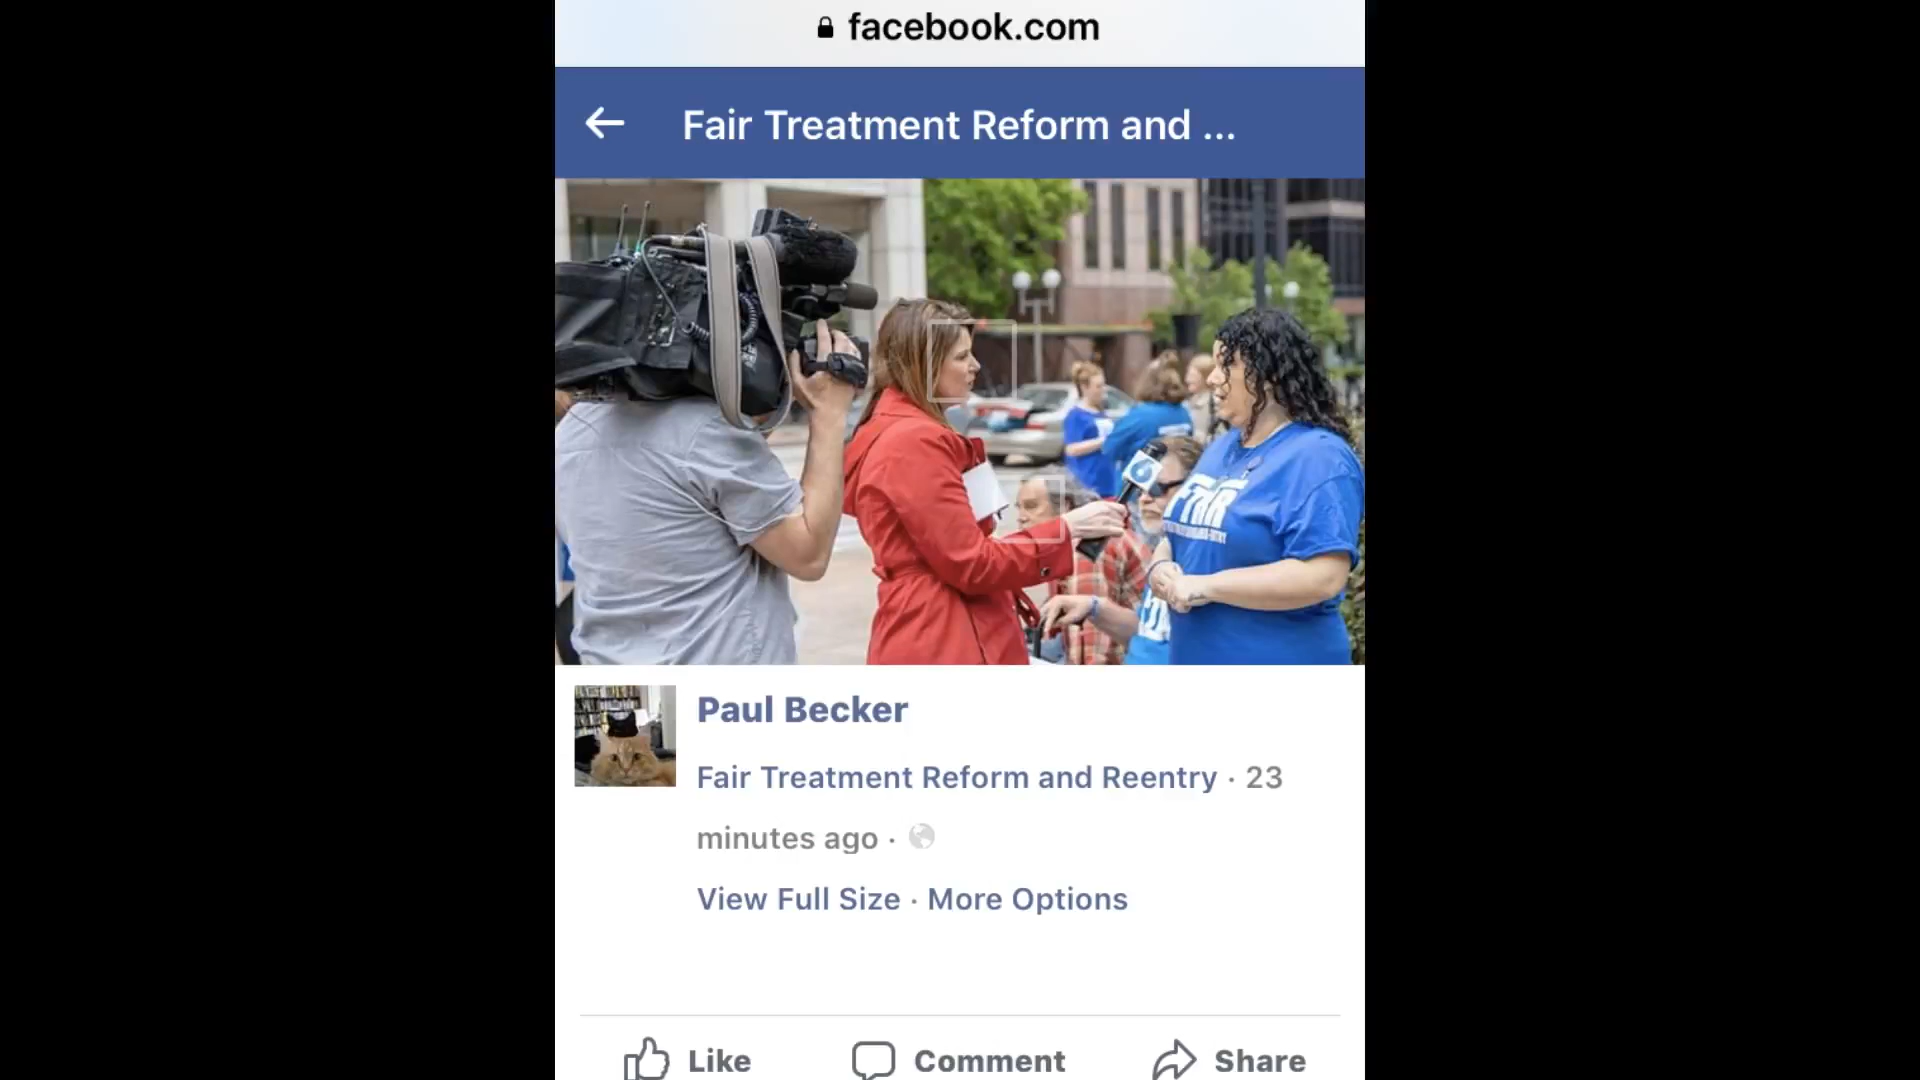 facebook.com
Fair Treatment Reform and ...
6
FTRR
Paul Becker
Fair Treatment Reform and Reentry · 23
minutes ago ·
View Full Size · More Options
Like
Comment
Share